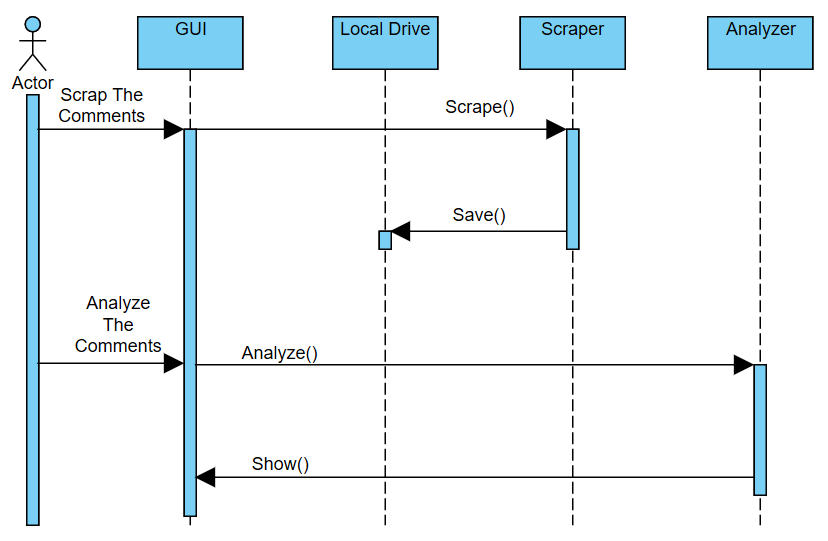 GUI
Local Drive
Scraper
Analyzer
Actor
Scrap The
Comments
Scrape()
Save()
Analyze
The
Comments
Analyze()
Show()